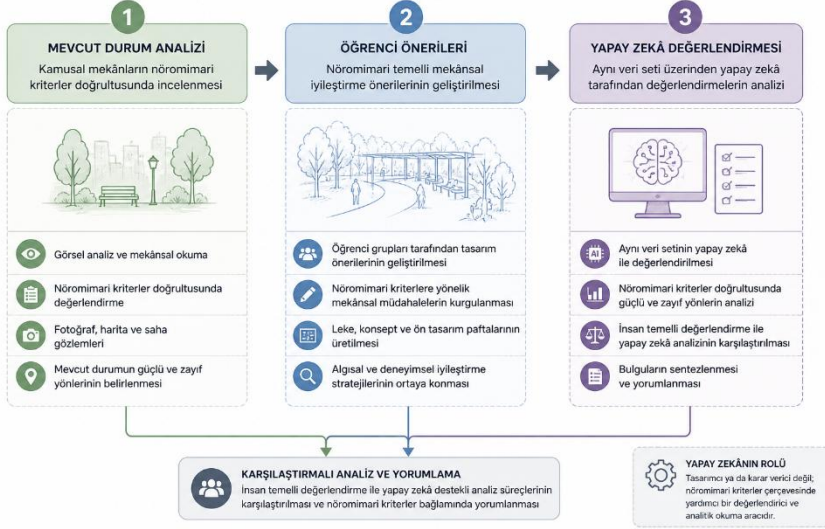 1
MEVCUT DURUM ANALİZİ
Kamusal mekânların nöromimari
kriterler doğrultusunda incelenmesi
Görsel analiz ve mekânsal okuma
Nöromimari kriterler doğrultusunda
değerlendirme
Fotoğraf, harita ve saha
gözlemleri
Mevcut durumun güçlü ve zayıf
yönlerinin belirlenmesi
2
ÖĞRENCİ ÖNERİLERİ
Nöromimari temelli mekânsal
iyileştirme önerilerinin geliştirilmesi
Öğrenci grupları tarafından tasarım
önerilerinin geliştirilmesi
Nöromimari kriterlere yönelik
mekânsal müdahalelerin kurgulanması
Leke, konsept ve ön tasarım paftalarının
üretilmesi
Algısal ve deneyimsel iyileştirme
stratejilerinin ortaya konması
3
YAPAY ZEKÂ DEĞERLENDİRMESİ
Aynı veri seti üzerinden yapay zekâ
tarafından değerlendirmelerin analizi
AI
Aynı veri setinin yapay zekâ
ile değerlendirilmesi
Nöromimari kriterler doğrultusunda
güçlü ve zayıf yönlerin analizi
İnsan temelli değerlendirme ile
yapay zekâ analizinin karşılaştırılması
Bulguların sentezlenmesi
ve yorumlanması
KARŞILAŞTIRMALI ANALİZ VE YORUMLAMA
İnsan temelli değerlendirme ile yapay zekâ destekli analiz süreçlerinin
karşılaştırılması ve nöromimari kriterler bağlamında yorumlanması
YAPAY ZEKÂNIN ROLÜ
Tasarımcı ya da karar verici değil;
nöromimari kriterler çerçevesinde
yardımcı bir değerlendirici ve
analitik okuma aracıdır.